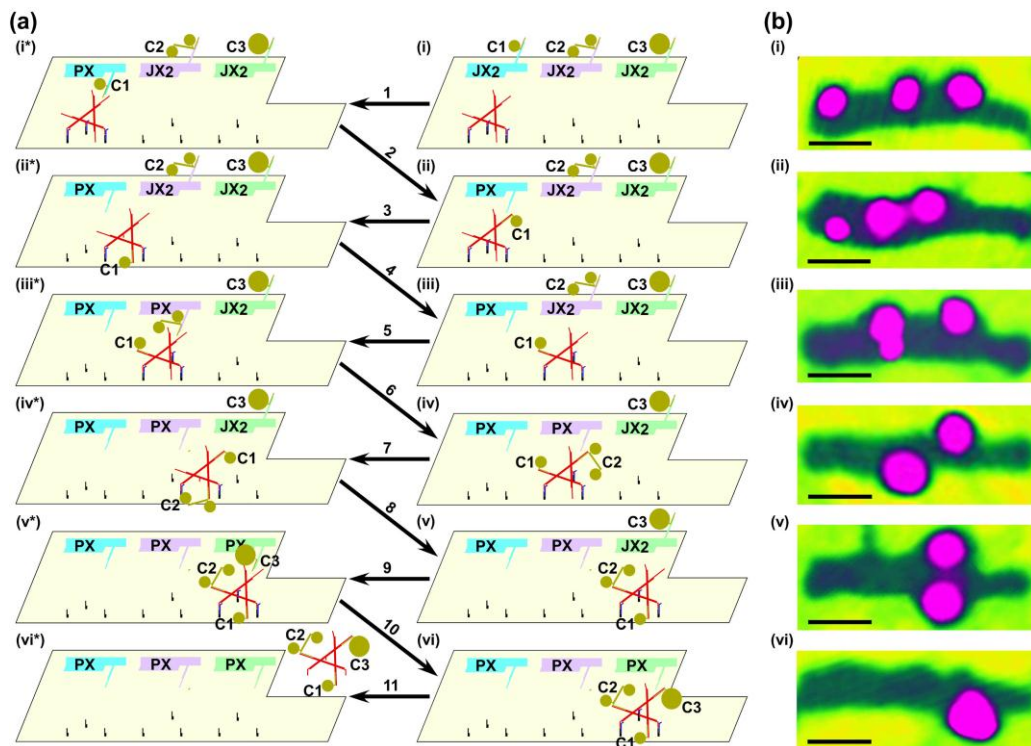 (a) (b)
(i*) C2 C3 (i) C1 C2 C3 (i)
PX JX2 JX2 JX2 JX2 JX2
C1
1
2
(ii*) C2 C3 (ii) C2 C3 (ii)
PX JX2 JX2 PX JX2 JX2
3
C1 C1
4
(iii*) C3 (iii) C2 C3 (iii)
PX PX JX2 PX JX2 JX2
C1 5 C1
6
(iv*) C3 (iv) C3 (iv)
PX PX JX2 PX PX JX2
C1 7 C1 C2
C2
8
(v*) (v) C3 (v)
PX PX PX PX PX JX2
C2 C3 9 C2
C1 C1
10
(vi*) C2 (vi) (vi)
PX PX PX C3 PX PX PX
C1 11 C2 C3
C1